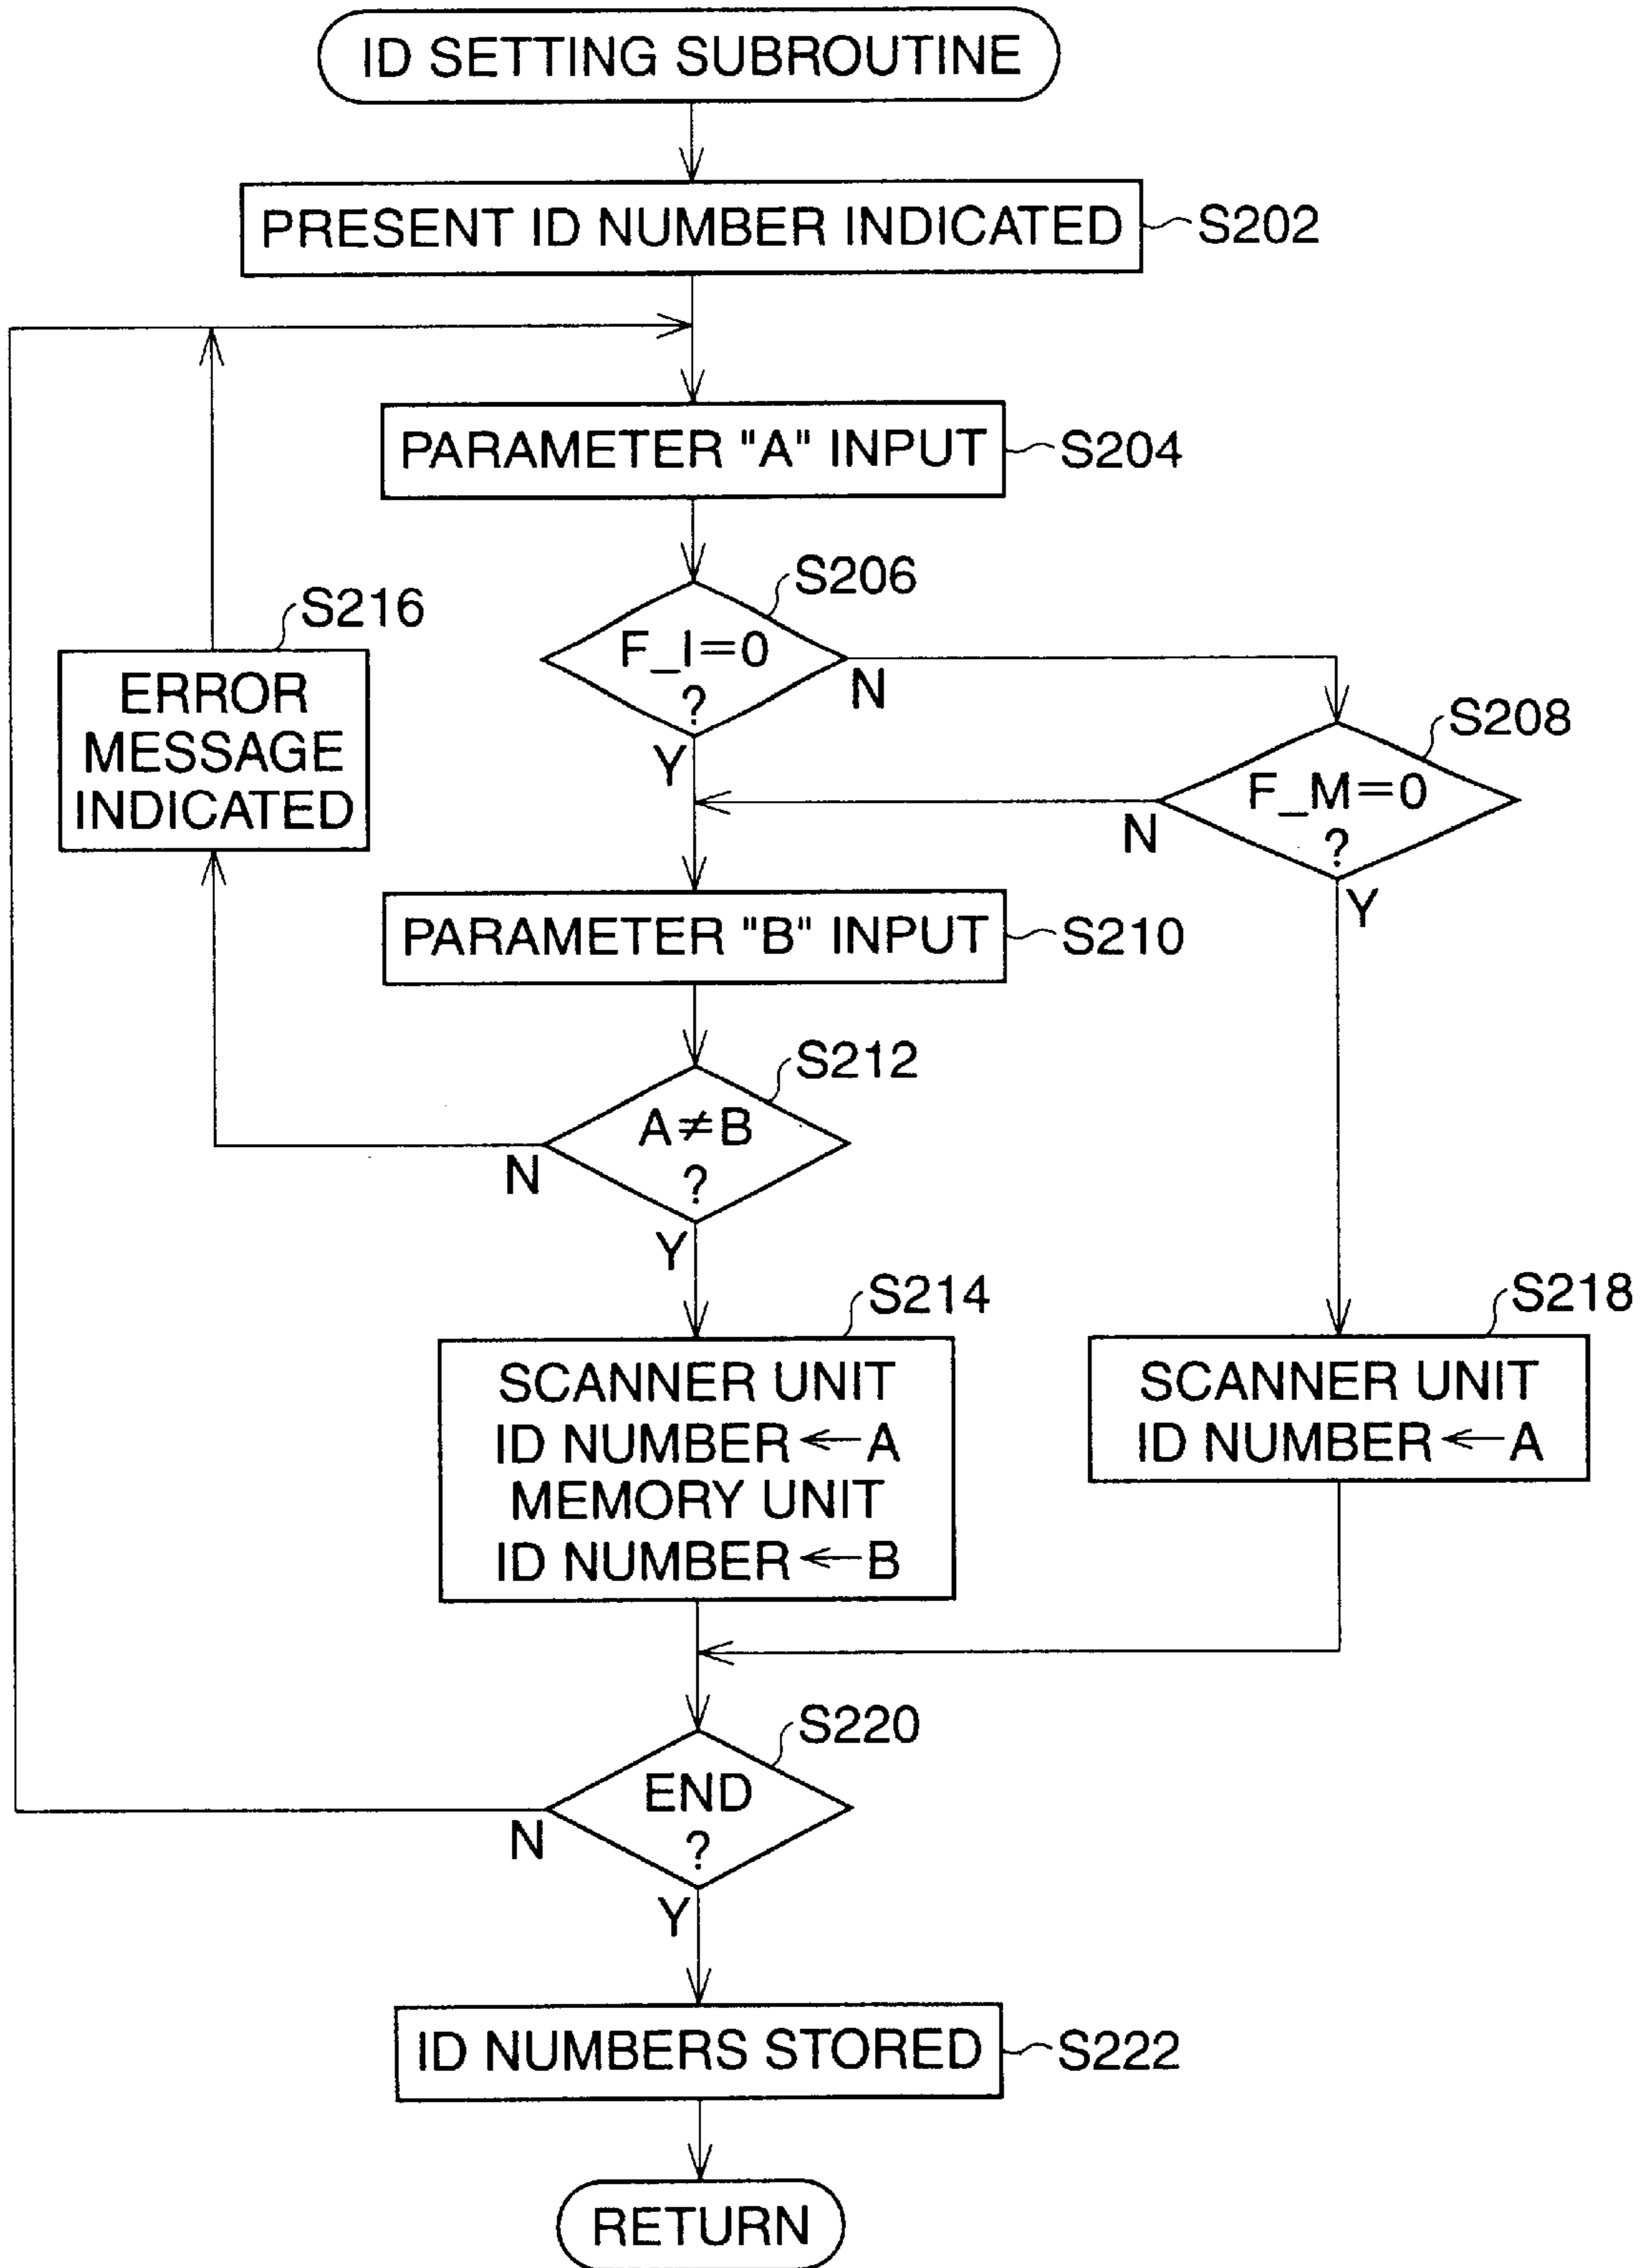 ID SETTING SUBROUTINE
PRESENT ID NUMBER INDICATED
S202
PARAMETER "A" INPUT
S204
S206
F_I=0
?
N
Y
S208
F_M=0
?
N
Y
S216
ERROR
MESSAGE
INDICATED
PARAMETER "B" INPUT
S210
S212
A≠B
?
N
Y
S214
SCANNER UNIT
ID NUMBER←A
MEMORY UNIT
ID NUMBER←B
S218
SCANNER UNIT
ID NUMBER←A
S220
END
?
N
Y
ID NUMBERS STORED
S222
RETURN